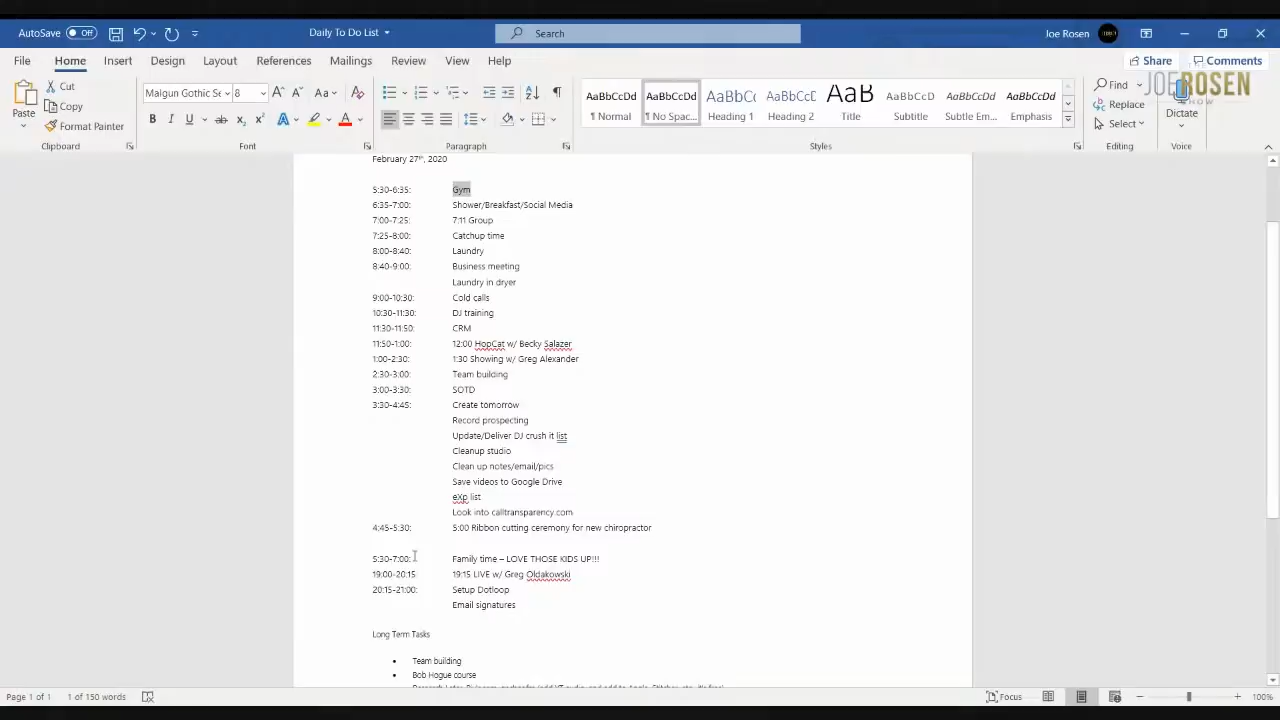 AutoSave Off Daily To Do List Search Joe Rosen
File Home Insert Design Layout References Mailings Review View Help Share Comments
THE JOE ROSEN SHOW
Paste Cut Copy Format Painter
Malgun Gothic Se 8
AaBbCcDd AaBbCcDd AaBbCc AaBbCcE AaB AaBbCcD AaBbCcDd AaBbCcDd
¶ Normal ¶ No Spac... Heading 1 Heading 2 Title Subtitle Subtle Em... Emphasis
Find Replace Select Dictate
Clipboard Font Paragraph Styles Editing Voice
February 27th, 2020
5:30-6:35: Gym
6:35-7:00: Shower/Breakfast/Social Media
7:00-7:25: 7:11 Group
7:25-8:00: Catchup time
8:00-8:40: Laundry
8:40-9:00: Business meeting
Laundry in dryer
9:00-10:30: Cold calls
10:30-11:30: DJ training
11:30-11:50: CRM
11:50-1:00: 12:00 HopCat w/ Becky Salazer
1:00-2:30: 1:30 Showing w/ Greg Alexander
2:30-3:00: Team building
3:00-3:30: SOTD
3:30-4:45: Create tomorrow
Record prospecting
Update/Deliver DJ crush it list
Cleanup studio
Clean up notes/email/pics
Save videos to Google Drive
eXp list
Look into calltransparency.com
4:45-5:30: 5:00 Ribbon cutting ceremony for new chiropractor
5:30-7:00: Family time – LOVE THOSE KIDS UP!!!
19:00-20:15 19:15 LIVE w/ Greg Oldakowski
20:15-21:00: Setup Dotloop
Email signatures
Long Term Tasks
• Team building
• Bob Hogue course
Page 1 of 1 1 of 150 words Focus 100%